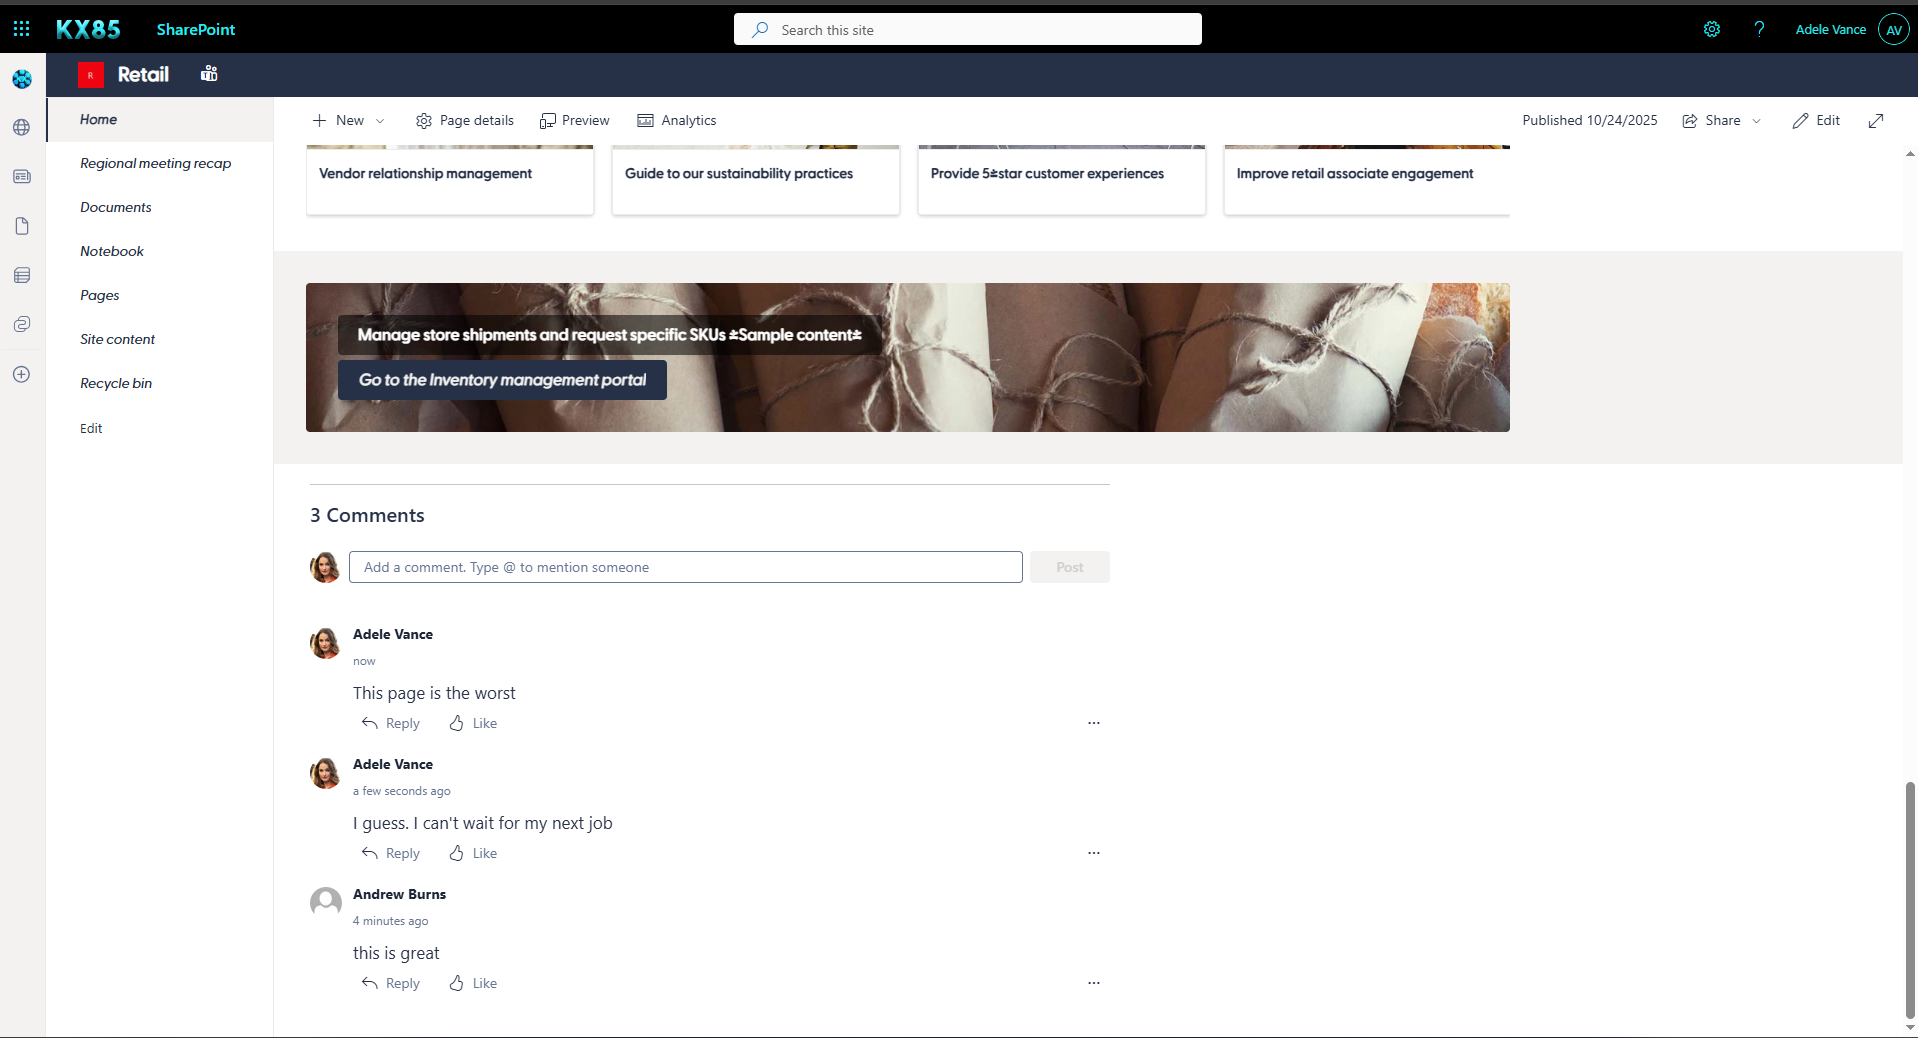 KX85 SharePoint Search this site ? Adele Vance AV
R Retail
Home
Regional meeting recap
Documents
Notebook
Pages
Site content
Recycle bin
Edit
New Page details Preview Analytics Published 10/24/2025 Share Edit
Vendor relationship management
Guide to our sustainability practices
Provide 5±star customer experiences
Improve retail associate engagement
Manage store shipments and request specific SKUs ±Sample content±
Go to the Inventory management portal
3 Comments
Add a comment. Type @ to mention someone Post
Adele Vance
now
This page is the worst
Reply Like ...
Adele Vance
a few seconds ago
I guess. I can't wait for my next job
Reply Like ...
Andrew Burns
4 minutes ago
this is great
Reply Like ...